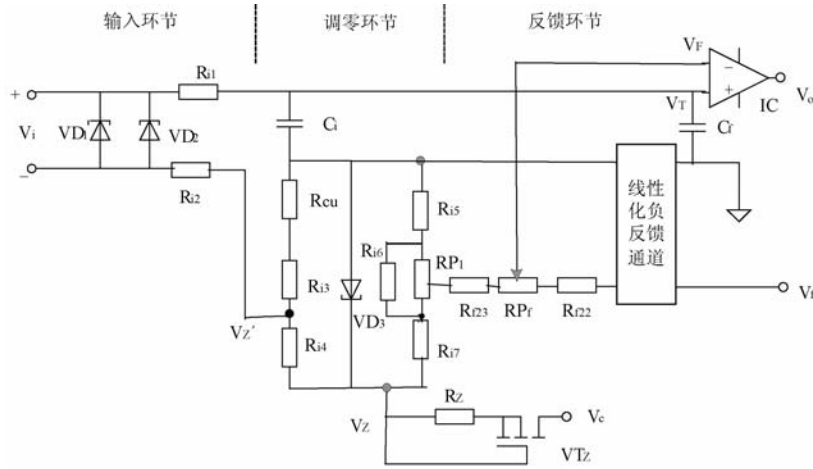 输入环节
调零环节
反馈环节
VF
Ri1
+
−
+
IC
Vo
VT
Cf
+
Vi
VD1
VD2
Ci
−
Ri2
Rcu
Ri5
线性
化负
反馈
通道
Ri6
RP1
Ri3
VD3
Rf23
RPf
Rf22
Vf
VZ'
Ri4
Ri7
RZ
Vc
VZ
VTZ